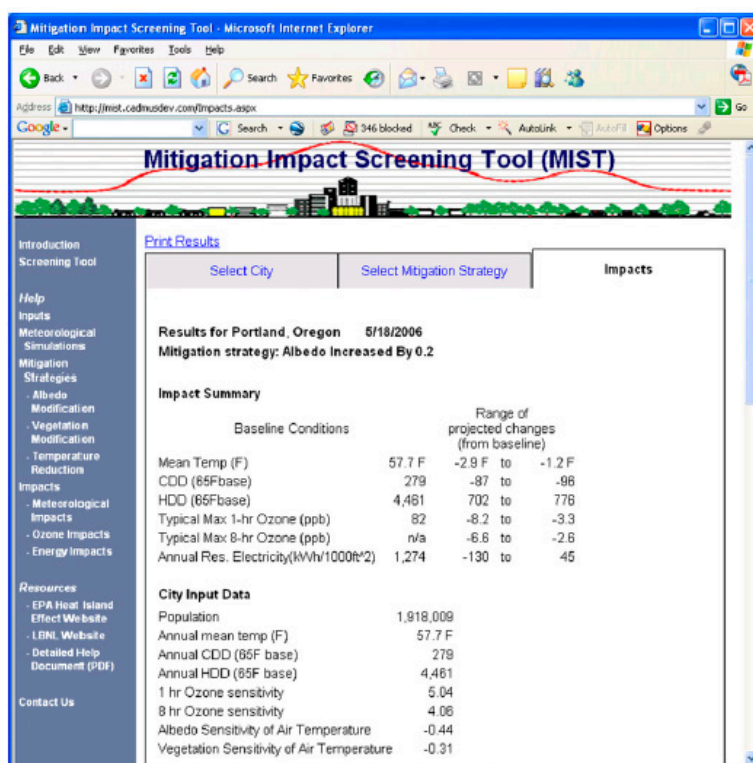 Mitigation Impact Screening Tool - Microsoft Internet Explorer
File Edit View Favorites Tools Help
Back Search Favorites
Address http://mist.cadmusdev.com/Impacts.aspx Go
Google Search 346 blocked Check AutoLink AutoFill Options
Mitigation Impact Screening Tool (MIST)
Introduction
Screening Tool
Help
Inputs
Meteorological
Simulations
Mitigation
Strategies
- Albedo
Modification
- Vegetation
Modification
- Temperature
Reduction
Impacts
- Meteorological
Impacts
- Ozone Impacts
- Energy Impacts
Resources
- EPA Heat Island
Effect Website
- LBNL Website
- Detailed Help
Document (PDF)
Contact Us
Print Results
Select City Select Mitigation Strategy Impacts
Results for Portland, Oregon 5/18/2006
Mitigation strategy: Albedo Increased By 0.2
Impact Summary
Baseline Conditions
Range of
projected changes
(from baseline)
Mean Temp (F) 57.7 F -2.9 F to -1.2 F
CDD (65Fbase) 279 -87 to -96
HDD (65Fbase) 4,461 702 to 776
Typical Max 1-hr Ozone (ppb) 82 -8.2 to -3.3
Typical Max 8-hr Ozone (ppb) n/a -6.6 to -2.6
Annual Res. Electricity(kWh/1000ft^2) 1,274 -130 to 45
City Input Data
Population 1,918,009
Annual mean temp (F) 57.7 F
Annual CDD (65F base) 279
Annual HDD (65F base) 4,461
1 hr Ozone sensitivity 5.04
8 hr Ozone sensitivity 4.06
Albedo Sensitivity of Air Temperature -0.44
Vegetation Sensitivity of Air Temperature -0.31